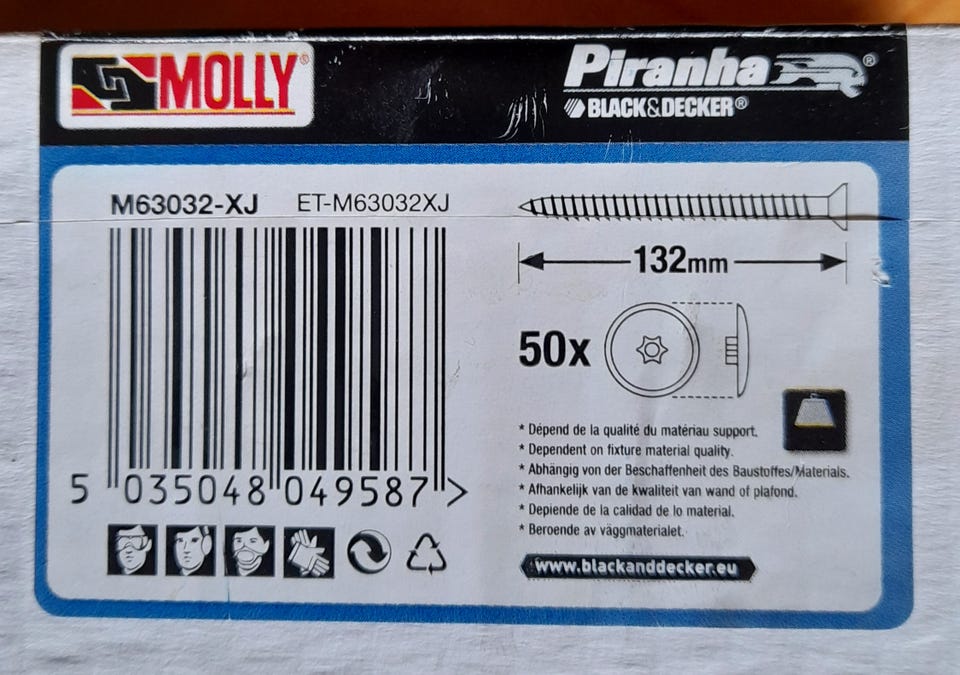 MOLLY®
Piranha®
BLACK&DECKER®
M63032-XJ ET-M63032XJ
132mm
50x
5 035048 049587 >
* Dépend de la qualité du matériau support.
* Dependent on fixture material quality.
* Abhängig von der Beschaffenheit des Baustoffes/Materials.
* Afhankelijk van de kwaliteit van wand of plafond.
* Depiende de la calidad de lo material.
* Beroende av väggmaterialet.
www.blackanddecker.eu